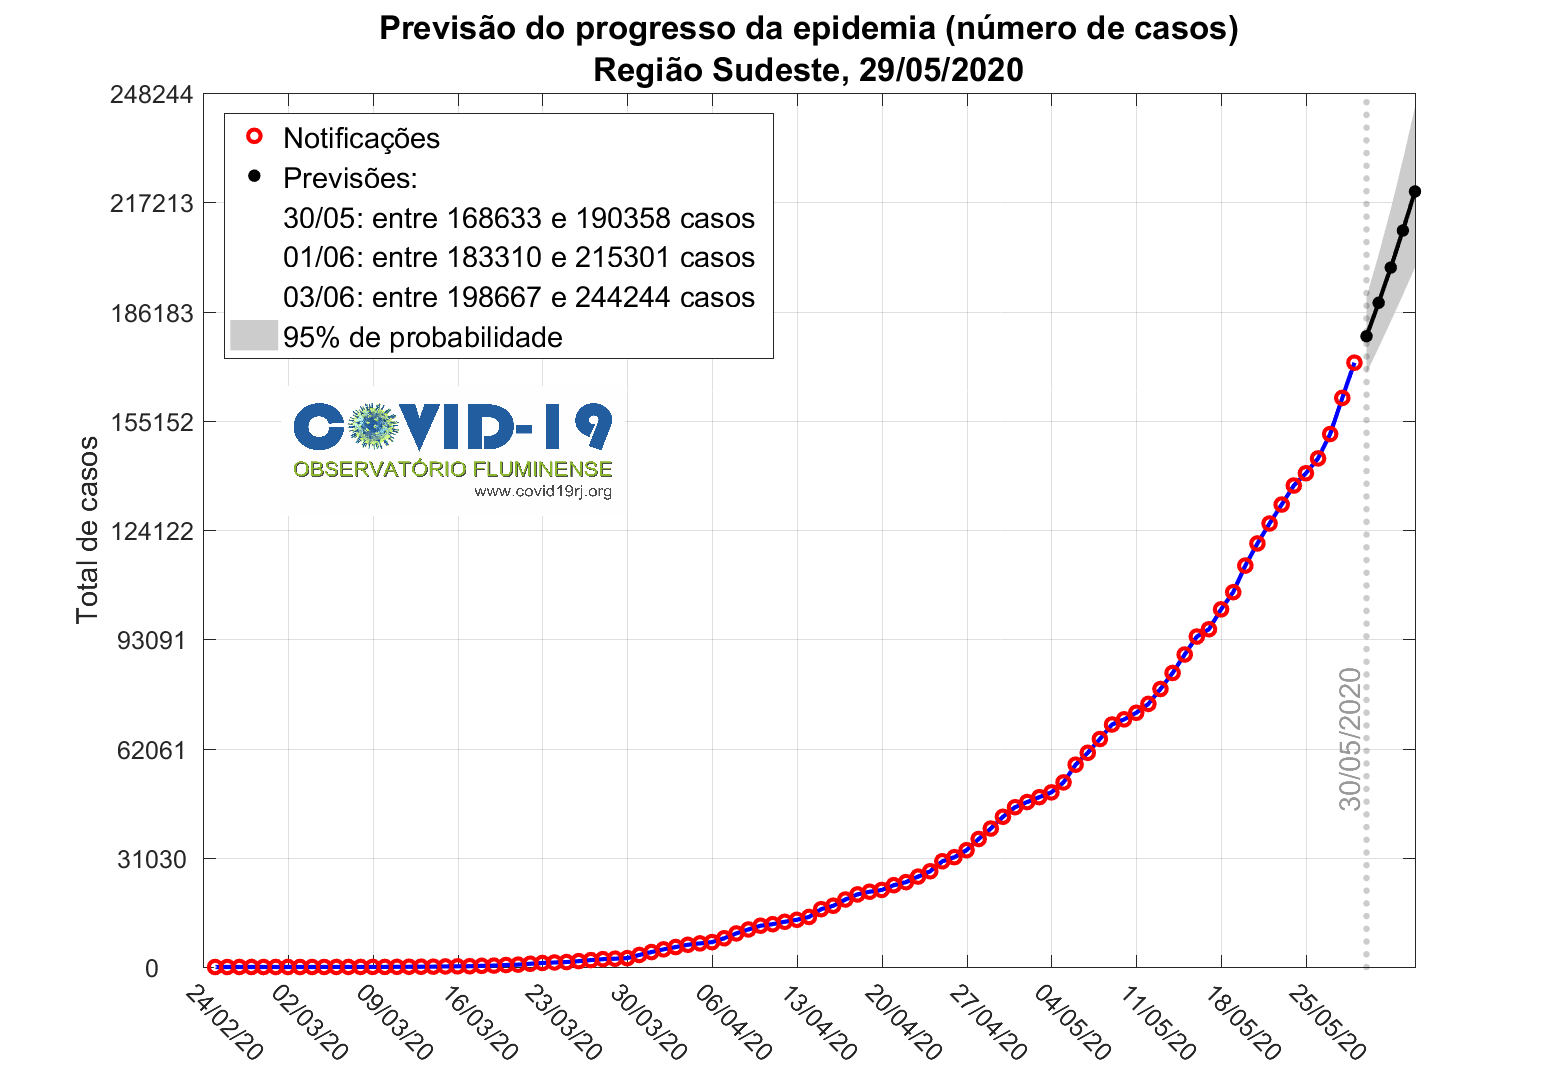 Previsão do progresso da epidemia (número de casos)
Região Sudeste, 29/05/2020
248244
217213
186183
155152
124122
93091
62061
31030
0
Total de casos
Notificações
Previsões:
30/05: entre 168633 e 190358 casos
01/06: entre 183310 e 215301 casos
03/06: entre 198667 e 244244 casos
95% de probabilidade
COVID-19
OBSERVATÓRIO FLUMINENSE
www.covid19rj.org
30/05/2020
24/02/20
02/03/20
09/03/20
16/03/20
23/03/20
30/03/20
06/04/20
13/04/20
20/04/20
27/04/20
04/05/20
11/05/20
18/05/20
25/05/20